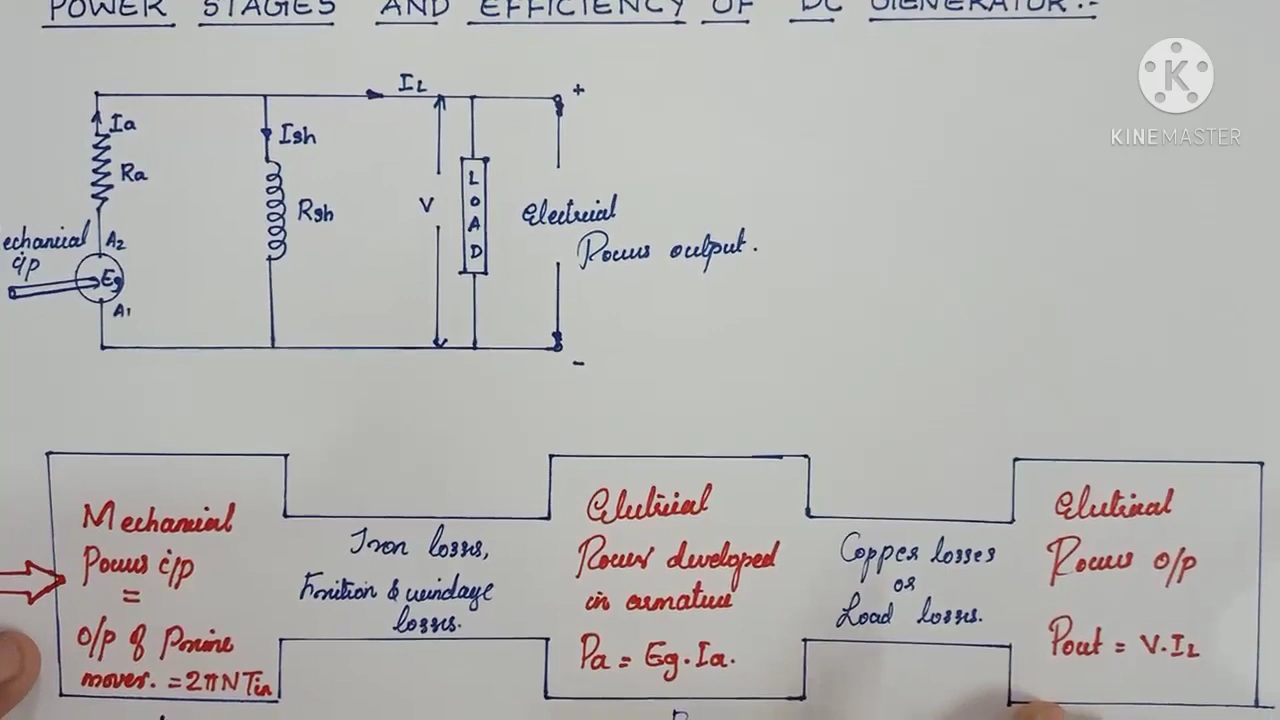 POWER STAGES AND EFFICIENCY OF DC GENERATOR:-
KINEMASTER
K
IL
+
Ia
Ish
Ra
Rsh
V
LOAD
Electrical
Power output.
echanical
i/p
A2
Eg
A1
-
Mechanical
Power i/p
=
o/p of Prime
mover. = 2πNTin
Iron losses,
Friction & windage
losses.
Electrical
Power developed
in armature
Pa = Eg.Ia.
Copper losses
or
Load losses.
Electrical
Power o/p
Pout = V.IL